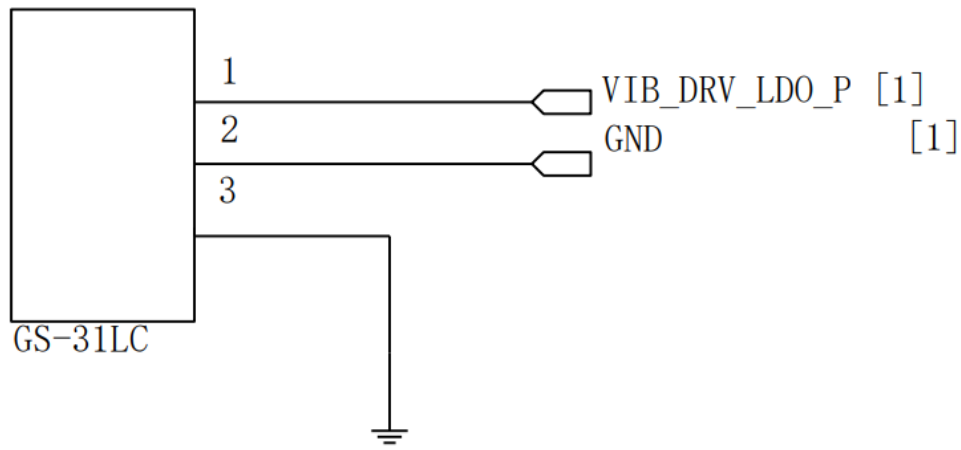 1
VIB_DRV_LDO_P [1]
2
GND [1]
3
GS-31LC